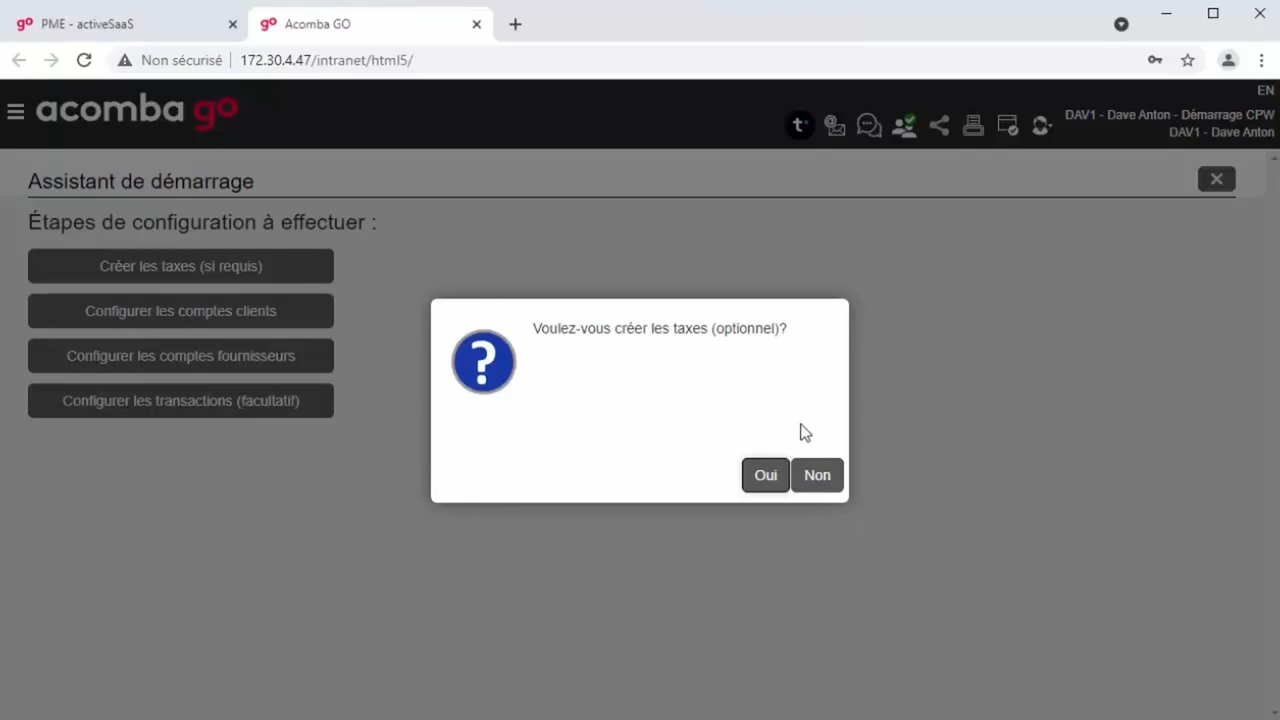 go PME - activeSaaS
go Acomba GO
Non sécurisé 172.30.4.47/intranet/html5/
EN
acomba go
t
DAV1 - Dave Anton - Démarrage CPW
DAV1 - Dave Anton
Assistant de démarrage
Étapes de configuration à effectuer :
Créer les taxes (si requis)
Configurer les comptes clients
Configurer les comptes fournisseurs
Configurer les transactions (facultatif)
Voulez-vous créer les taxes (optionnel)?
?
Oui Non